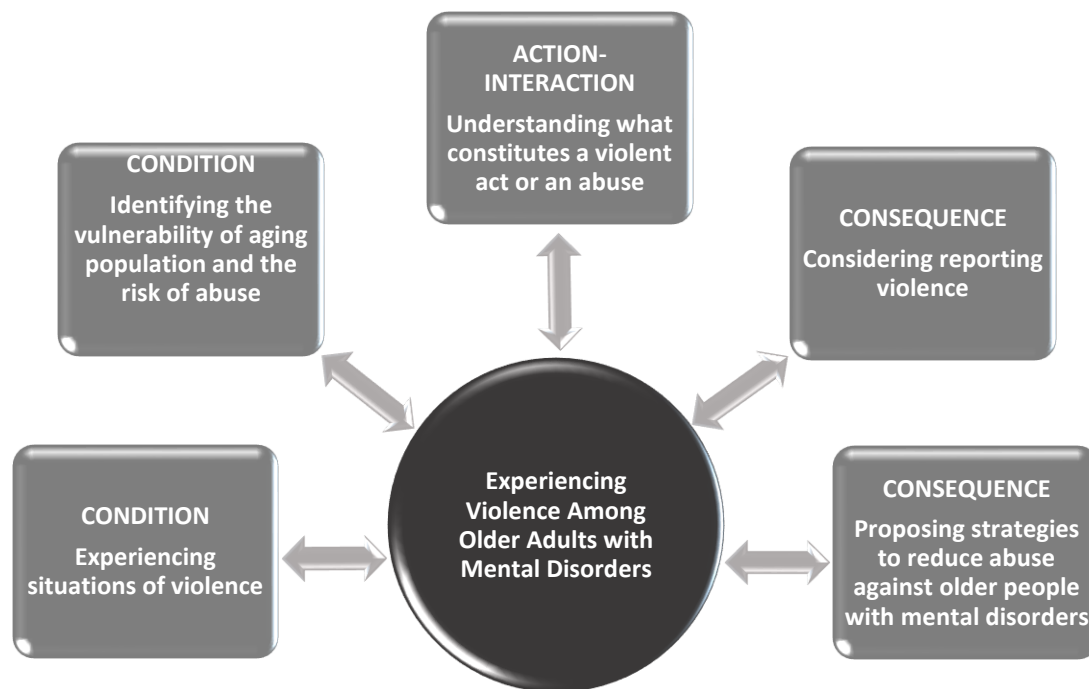 ACTION-
INTERACTION
Understanding what
constitutes a violent
act or an abuse
CONDITION
Identifying the
vulnerability of aging
population and the
risk of abuse
CONSEQUENCE
Considering reporting
violence
CONDITION
Experiencing
situations of violence
Experiencing
Violence Among
Older Adults with
Mental Disorders
CONSEQUENCE
Proposing strategies
to reduce abuse
against older people
with mental disorders